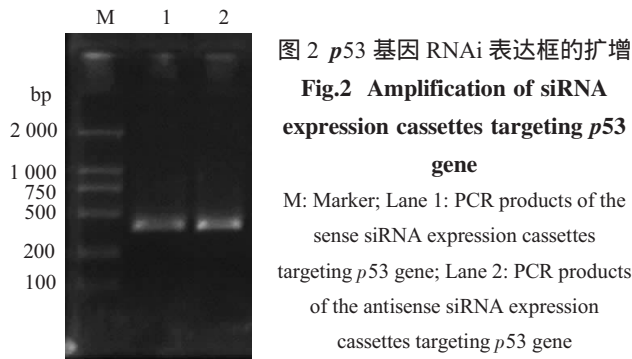 M 1 2
bp
2 000
1 000
750
500
200
100
图 2 p53 基因 RNAi 表达框的扩增
Fig.2 Amplification of siRNA
expression cassettes targeting p53
gene
M: Marker; Lane 1: PCR products of the
sense siRNA expression cassettes
targeting p53 gene; Lane 2: PCR products
of the antisense siRNA expression
cassettes targeting p53 gene